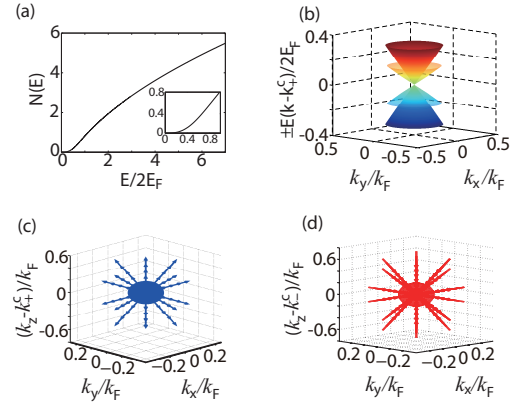 (a)
N(E)
6
4
2
0
0
2
4
6
E/2E_F
0.8
0.4
0
0
0.4
0.8
(b)
±E(k-k_+^c)/2E_F
0.4
0
-0.4
0.5
0
-0.5
k_y/k_F
-0.5
0
0.5
k_x/k_F
(c)
(k_z-k_+^c)/k_F
0.6
0
-0.6
0.2
0
-0.2
k_y/k_F
-0.2
0
0.2
k_x/k_F
(d)
(k_z-k_-^c)/k_F
0.6
0
-0.6
0.2
0
-0.2
k_y/k_F
-0.2
0
0.2
k_x/k_F